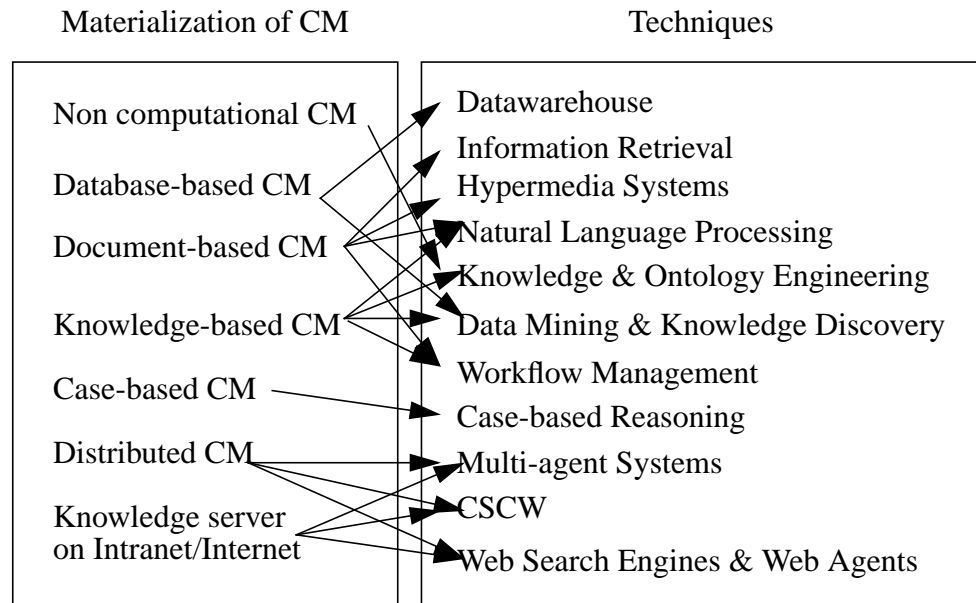 Materialization of CM
Techniques
Non computational CM
Database-based CM
Document-based CM
Knowledge-based CM
Case-based CM
Distributed CM
Knowledge server
on Intranet/Internet
Datawarehouse
Information Retrieval
Hypermedia Systems
Natural Language Processing
Knowledge & Ontology Engineering
Data Mining & Knowledge Discovery
Workflow Management
Case-based Reasoning
Multi-agent Systems
CSCW
Web Search Engines & Web Agents